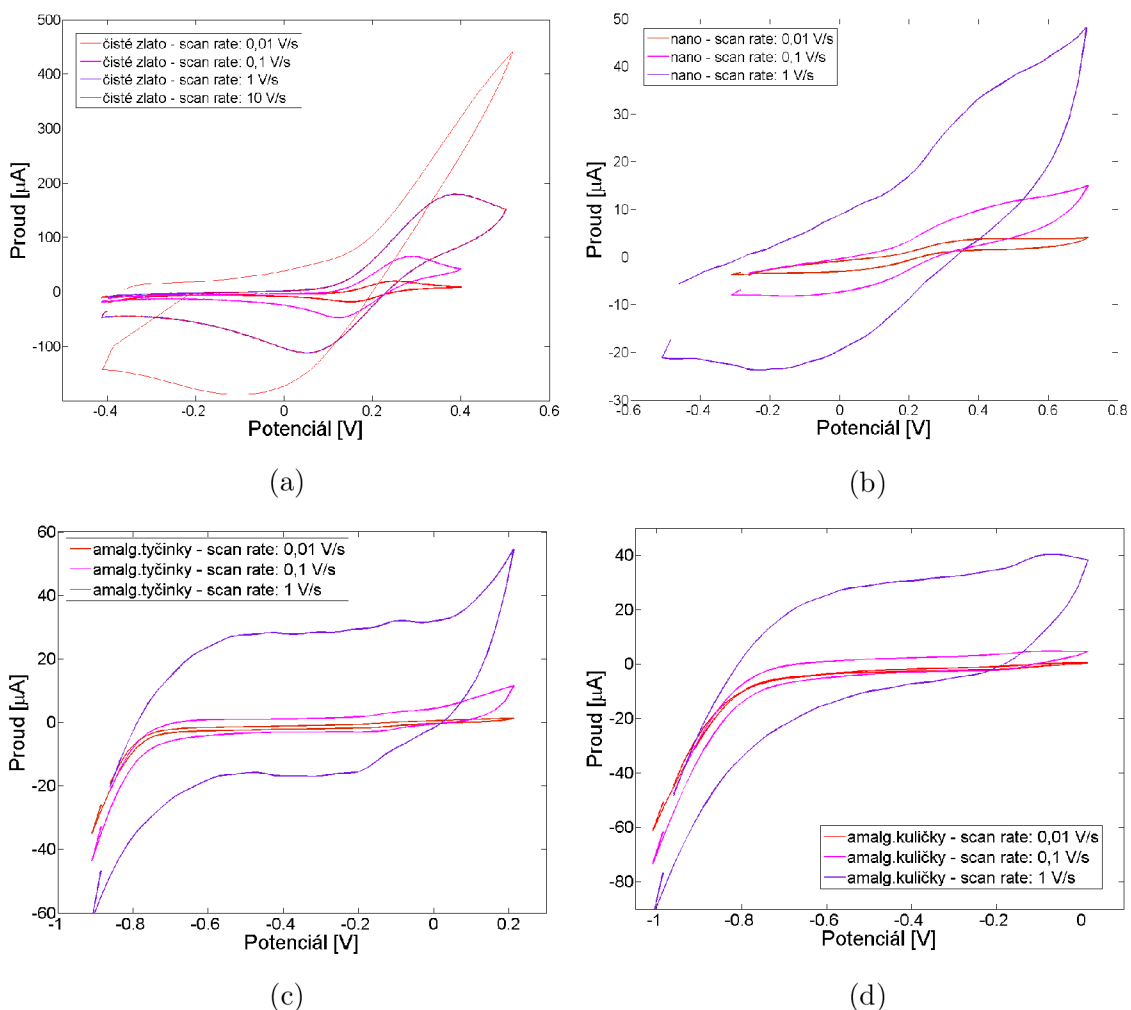 500
400
300
200
100
0
-100
Proud [µA]
čisté zlato - scan rate: 0,01 V/s
čisté zlato - scan rate: 0,1 V/s
čisté zlato - scan rate: 1 V/s
čisté zlato - scan rate: 10 V/s
-0.4 -0.2 0 0.2 0.4 0.6
Potenciál [V]
(a)
50
40
30
20
10
0
-10
-20
-30
Proud [µA]
nano - scan rate: 0,01 V/s
nano - scan rate: 0,1 V/s
nano - scan rate: 1 V/s
-0.6 -0.4 -0.2 0 0.2 0.4 0.6 0.8
Potenciál [V]
(b)
60
40
20
0
-20
-40
-60
Proud [µA]
amalg.tyčinky - scan rate: 0,01 V/s
amalg.tyčinky - scan rate: 0,1 V/s
amalg.tyčinky - scan rate: 1 V/s
-1 -0.8 -0.6 -0.4 -0.2 0 0.2
Potenciál [V]
(c)
40
20
0
-20
-40
-60
-80
Proud [µA]
amalg.kuličky - scan rate: 0,01 V/s
amalg.kuličky - scan rate: 0,1 V/s
amalg.kuličky - scan rate: 1 V/s
-1 -0.8 -0.6 -0.4 -0.2 0
Potenciál [V]
(d)